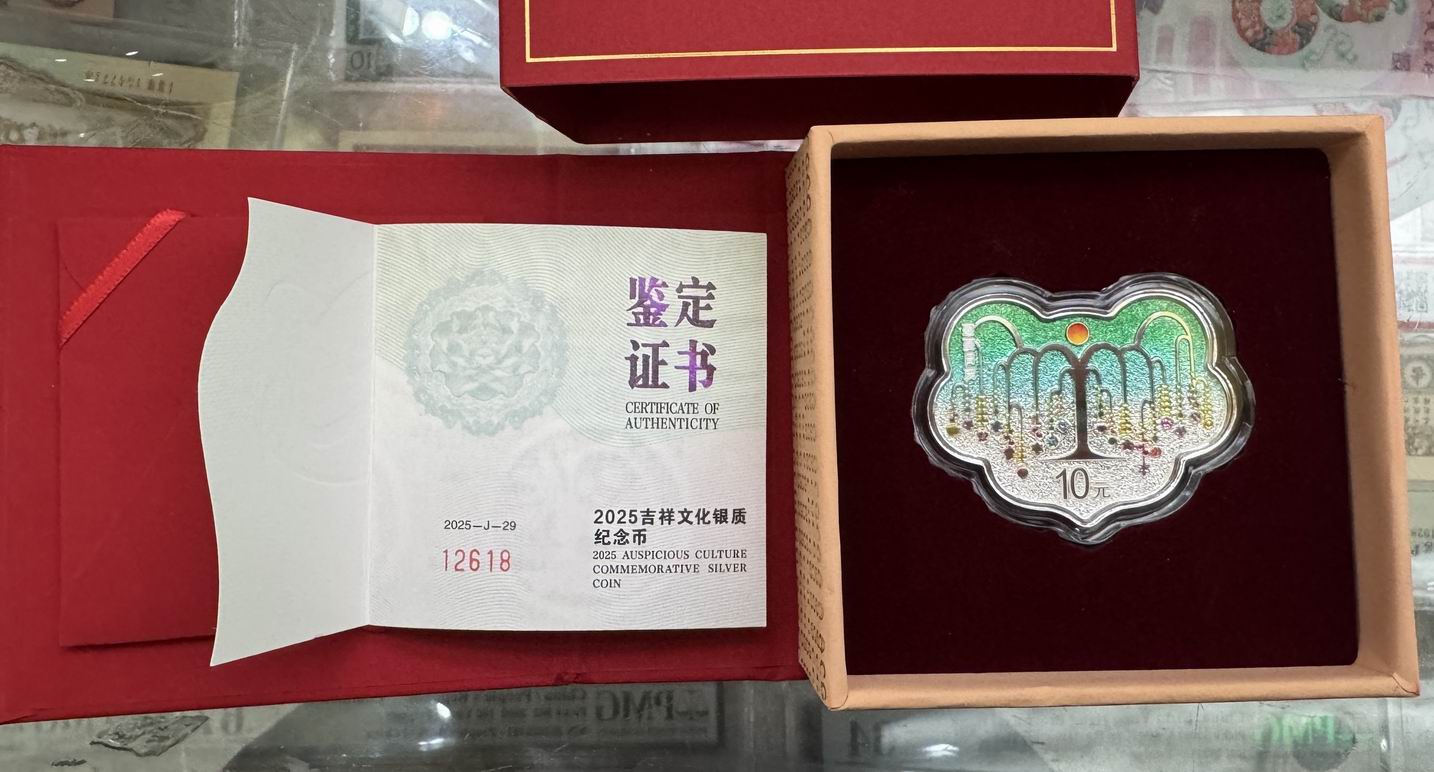 鉴定
证书
CERTIFICATE OF
AUTHENTICITY
2025-J-29
12618
2025吉祥文化银质
纪念币
2025 AUSPICIOUS CULTURE
COMMEMORATIVE SILVER
COIN
10元
PMG